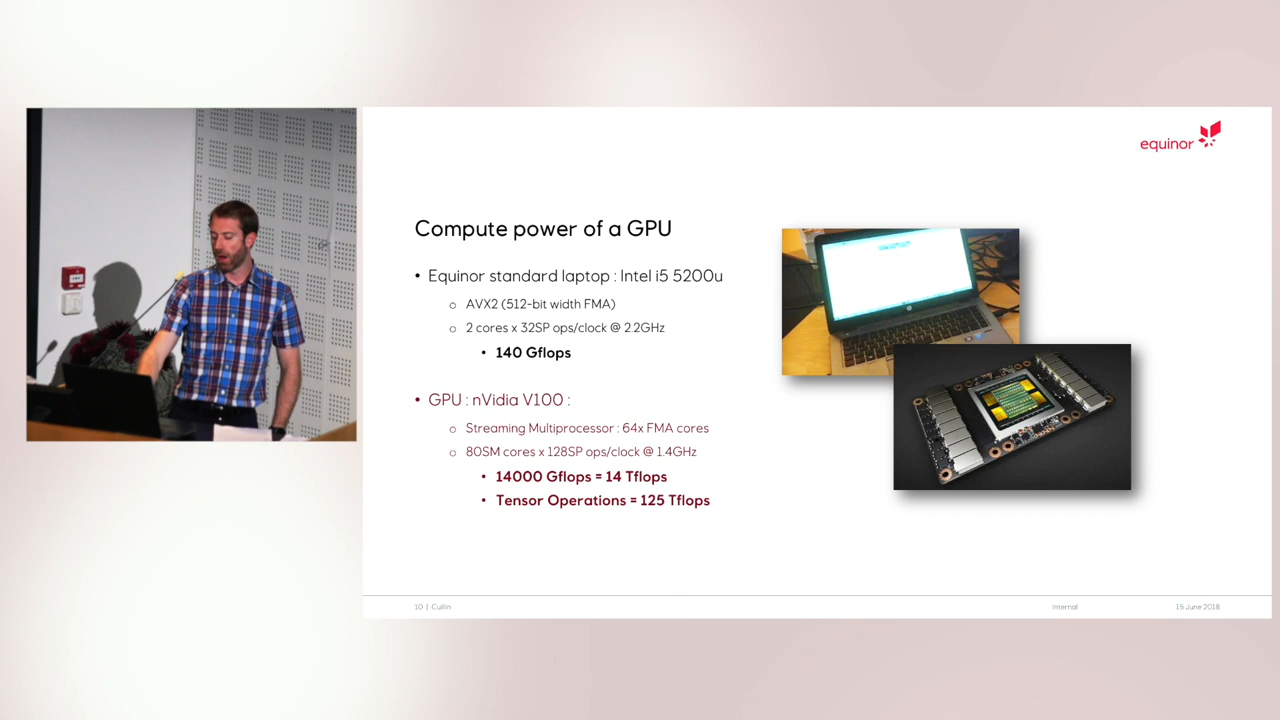 equinor
Compute power of a GPU
• Equinor standard laptop : Intel i5 5200u
o AVX2 (512-bit width FMA)
o 2 cores x 32SP ops/clock @ 2.2GHz
• 140 Gflops
• GPU : nVidia V100 :
o Streaming Multiprocessor : 64x FMA cores
o 80SM cores x 128SP ops/clock @ 1.4GHz
• 14000 Gflops = 14 Tflops
• Tensor Operations = 125 Tflops
10 | Cuillin
Internal
15 June 2018